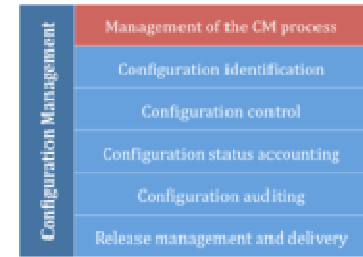 Configuration Management
Management of the CM process
Configuration identification
Configuration control
Configuration status accounting
Configuration auditing
Release management and delivery